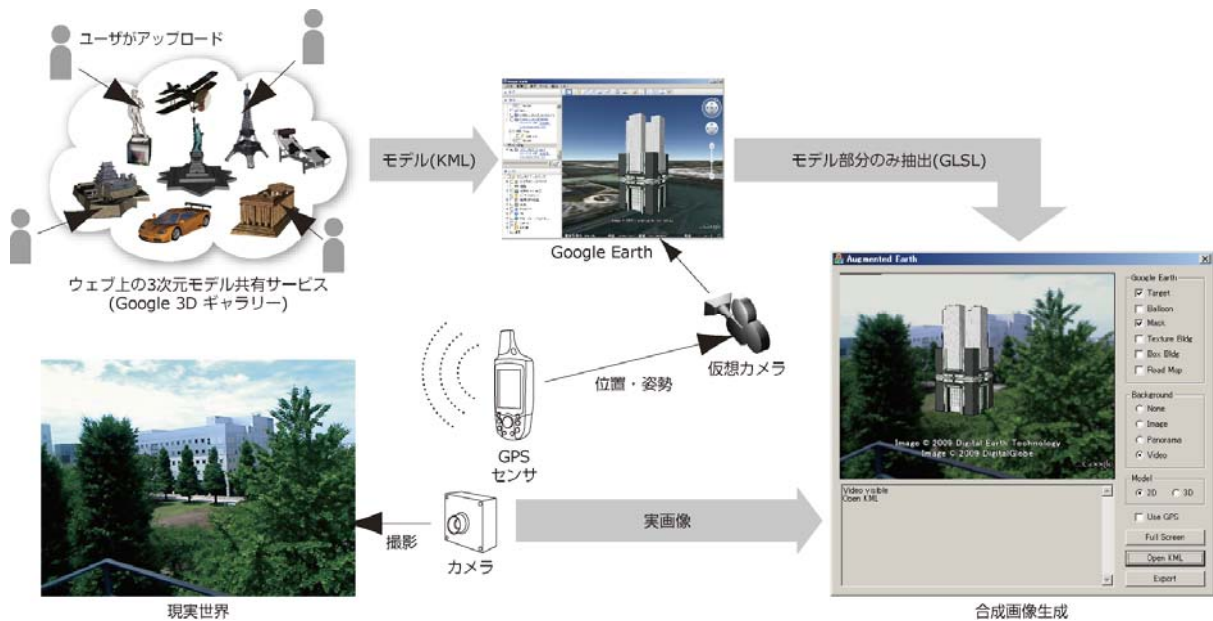 ユーザがアップロード
ウェブ上の3次元モデル共有サービス
(Google 3D ギャラリー)
モデル(KML)
Google Earth
モデル部分のみ抽出(GLSL)
位置・姿勢
仮想カメラ
GPS
センサ
現実世界
撮影
カメラ
実画像
Augmented Earth
Image © 2009 Digital Earth Technology
Image © 2009 DigitalGlobe
Google
Video visible
Open KML
Google Earth
Target
Balloon
Mask
Texture Bldg
Box Bldg
Road Map
Background
None
Image
Panorama
Video
Model
2D 3D
Use GPS
Full Screen
Open KML
Export
合成画像生成